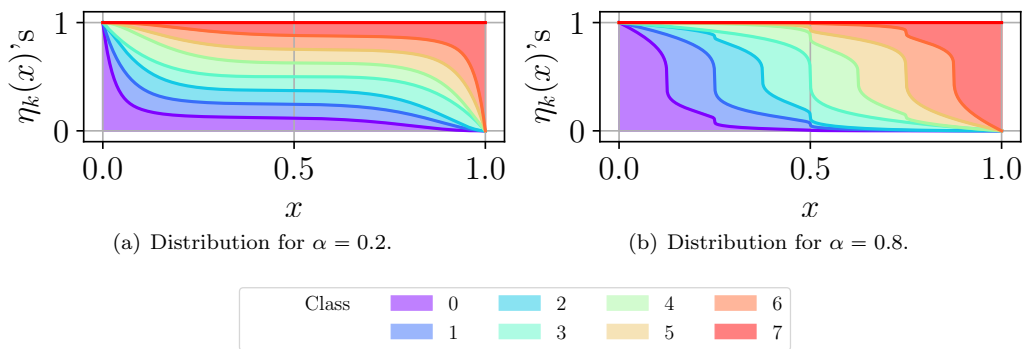 1
0
η_k(x)'s
0.0 0.5 1.0
x
(a) Distribution for α = 0.2.
1
0
η_k(x)'s
0.0 0.5 1.0
x
(b) Distribution for α = 0.8.
Class 0 2 4 6
1 3 5 7